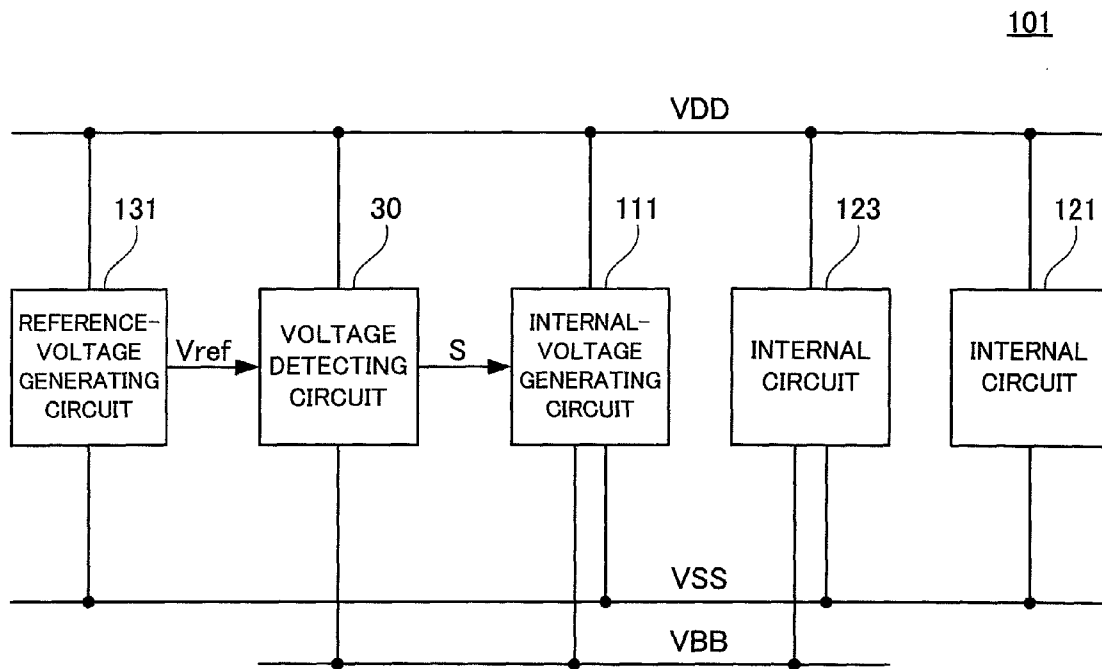 101
VDD
131
30
111
123
121
REFERENCE-
VOLTAGE
GENERATING
CIRCUIT
Vref
VOLTAGE
DETECTING
CIRCUIT
S
INTERNAL-
VOLTAGE
GENERATING
CIRCUIT
INTERNAL
CIRCUIT
INTERNAL
CIRCUIT
VSS
VBB